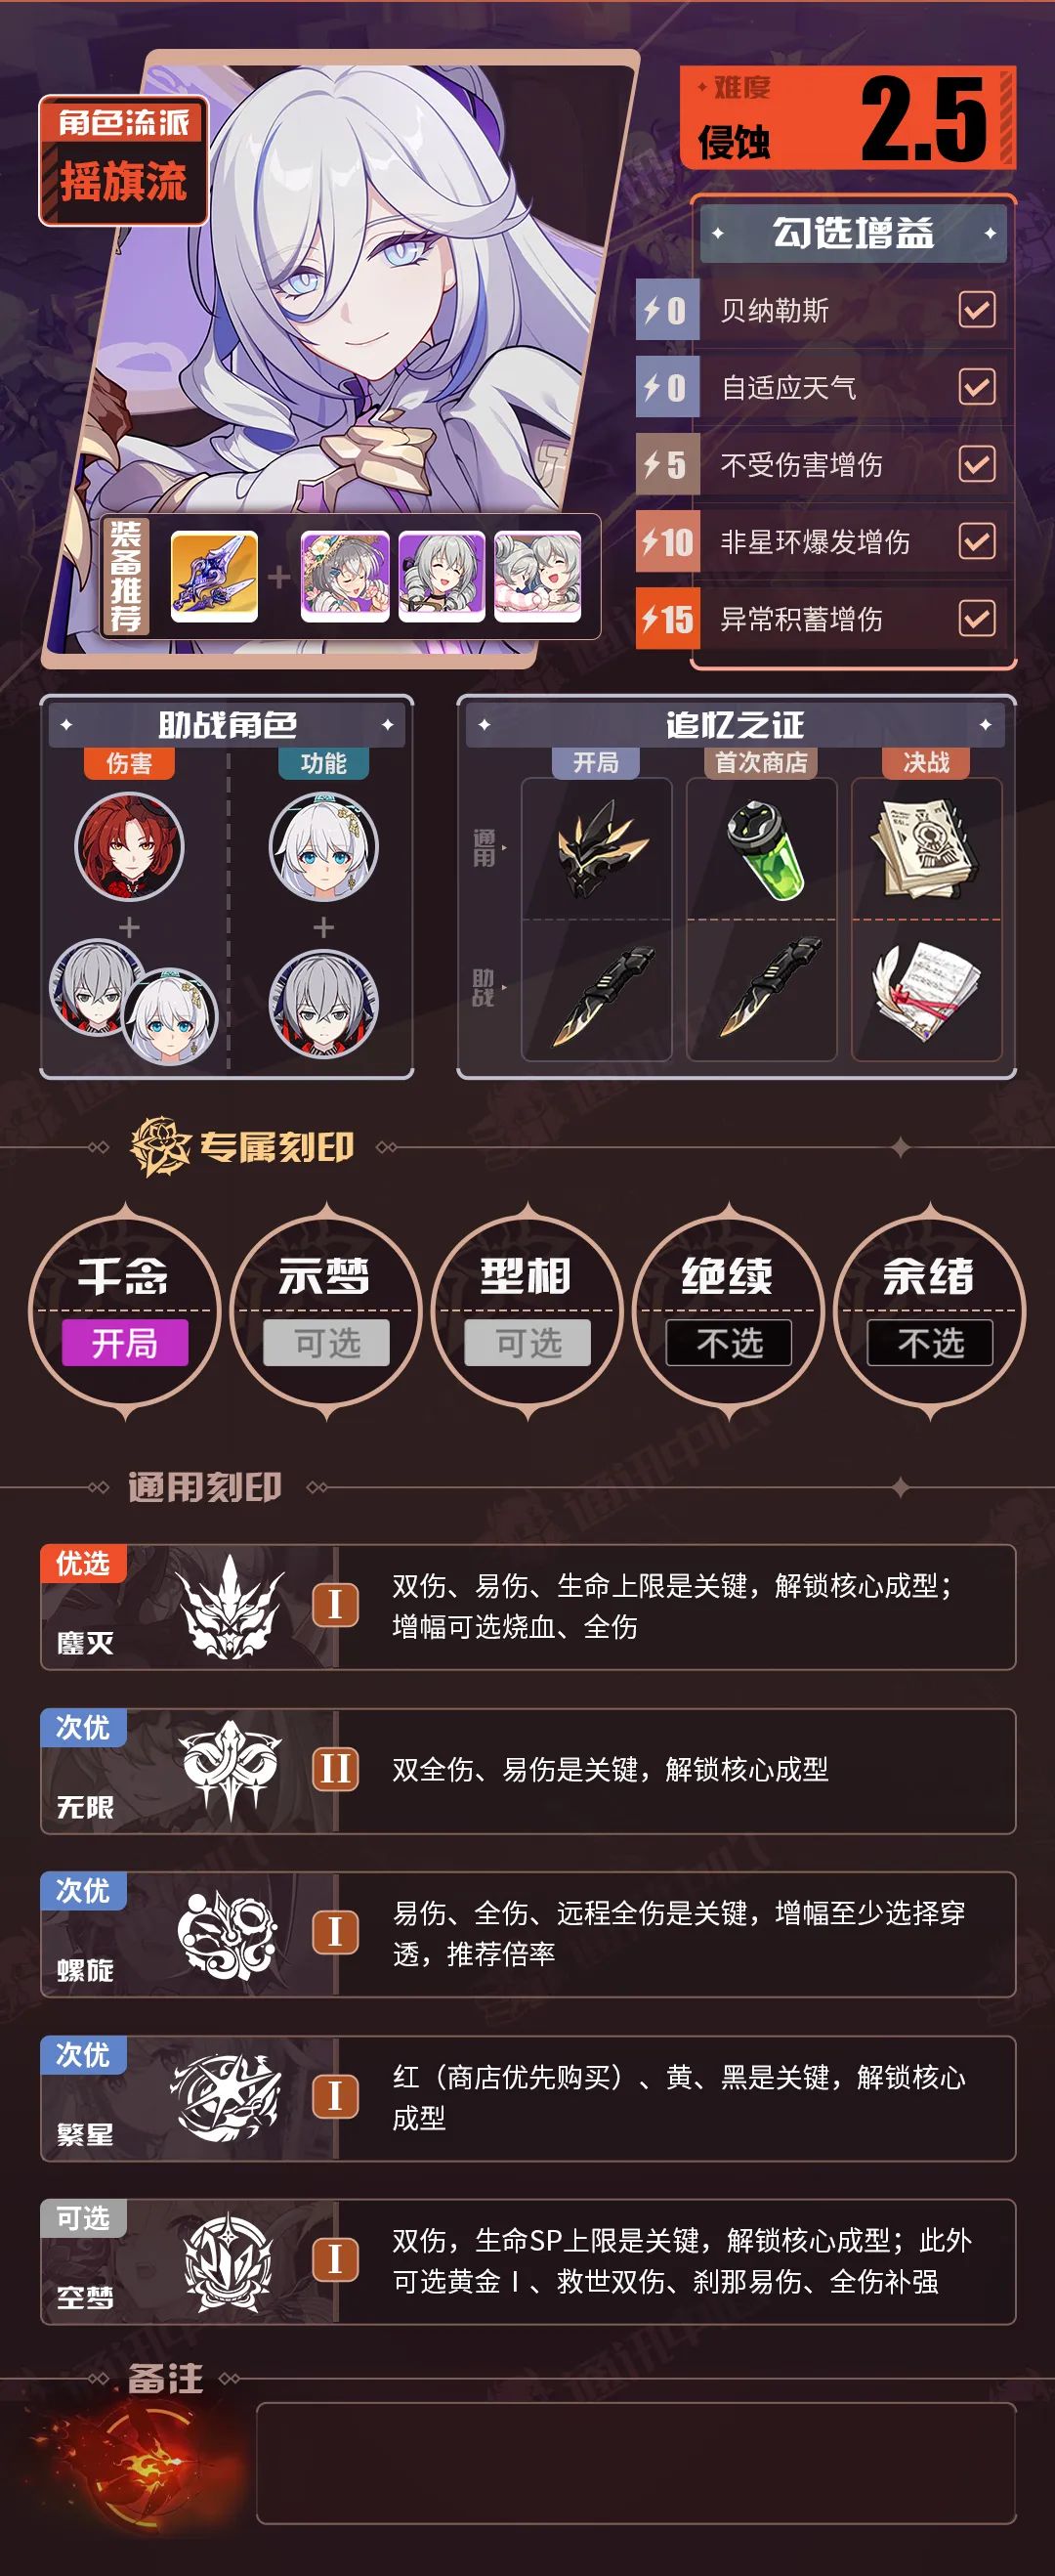 角色流派
摇旗流
难度
侵蚀
2.5
勾选增益
0
贝纳勒斯
0
自适应天气
5
不受伤害增伤
10
非星环爆发增伤
15
异常积蓄增伤
装备推荐
助战角色
伤害
功能
追忆之证
开局
首次商店
决战
通用
助战
专属刻印
千念
开局
示梦
可选
型相
可选
绝续
不选
余绪
不选
通用刻印
优选
鏖灭
I
双伤、易伤、生命上限是关键，解锁核心成型；
增幅可选烧血、全伤
次优
无限
II
双全伤、易伤是关键，解锁核心成型
次优
螺旋
I
易伤、全伤、远程全伤是关键，增幅至少选择穿
透，推荐倍率
次优
繁星
I
红（商店优先购买）、黄、黑是关键，解锁核心
成型
可选
空梦
I
双伤，生命SP上限是关键，解锁核心成型；此外
可选黄金Ⅰ、救世双伤、刹那易伤、全伤补强
备注